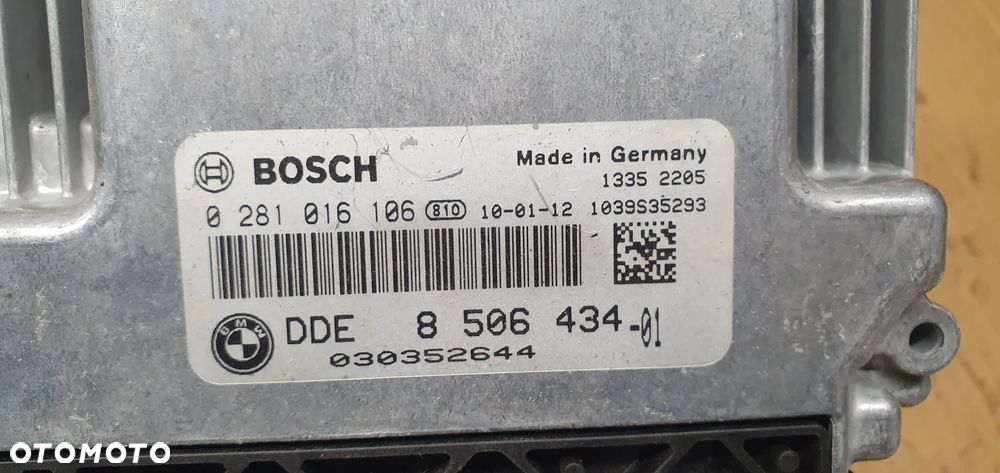 BOSCH
Made in Germany
1335 2205
0 281 016 106 810 10-01-12 1039S35293
BMW
DDE 8 506 434-01
030352644
OTOMOTO